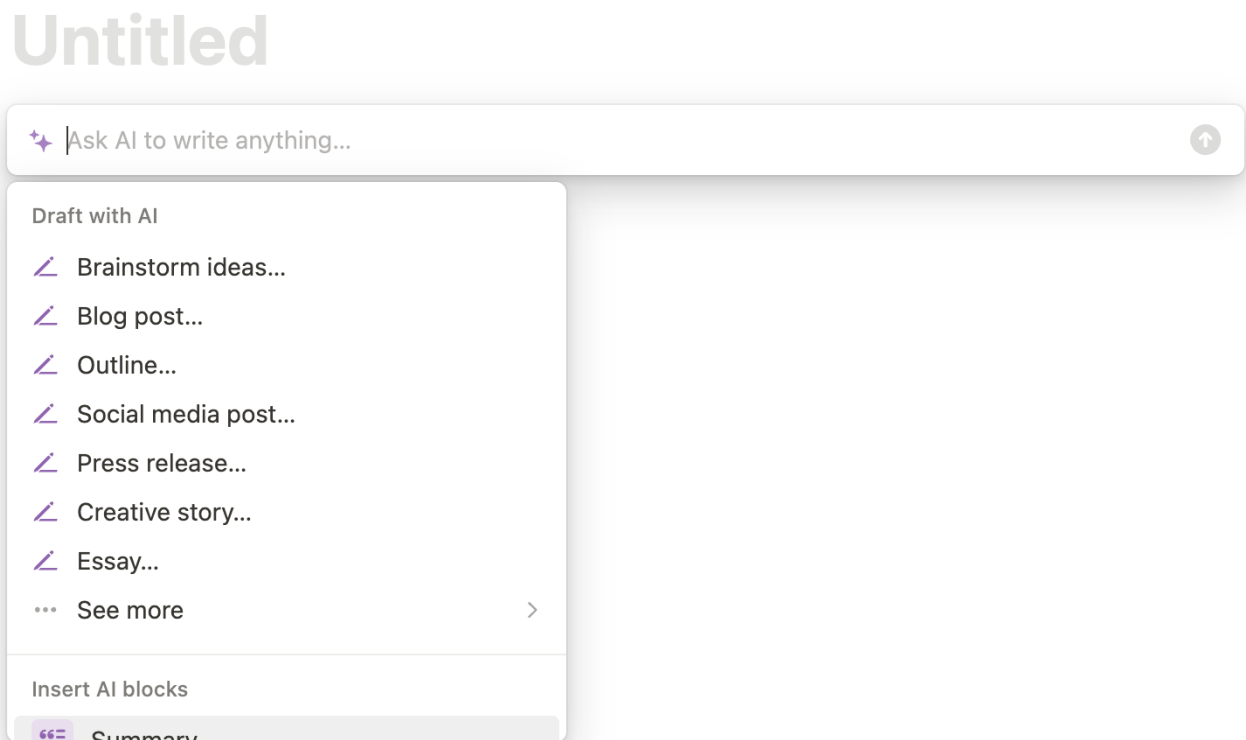 Untitled
Ask AI to write anything...
Draft with AI
Brainstorm ideas...
Blog post...
Outline...
Social media post...
Press release...
Creative story...
Essay...
See more
Insert AI blocks
Summary